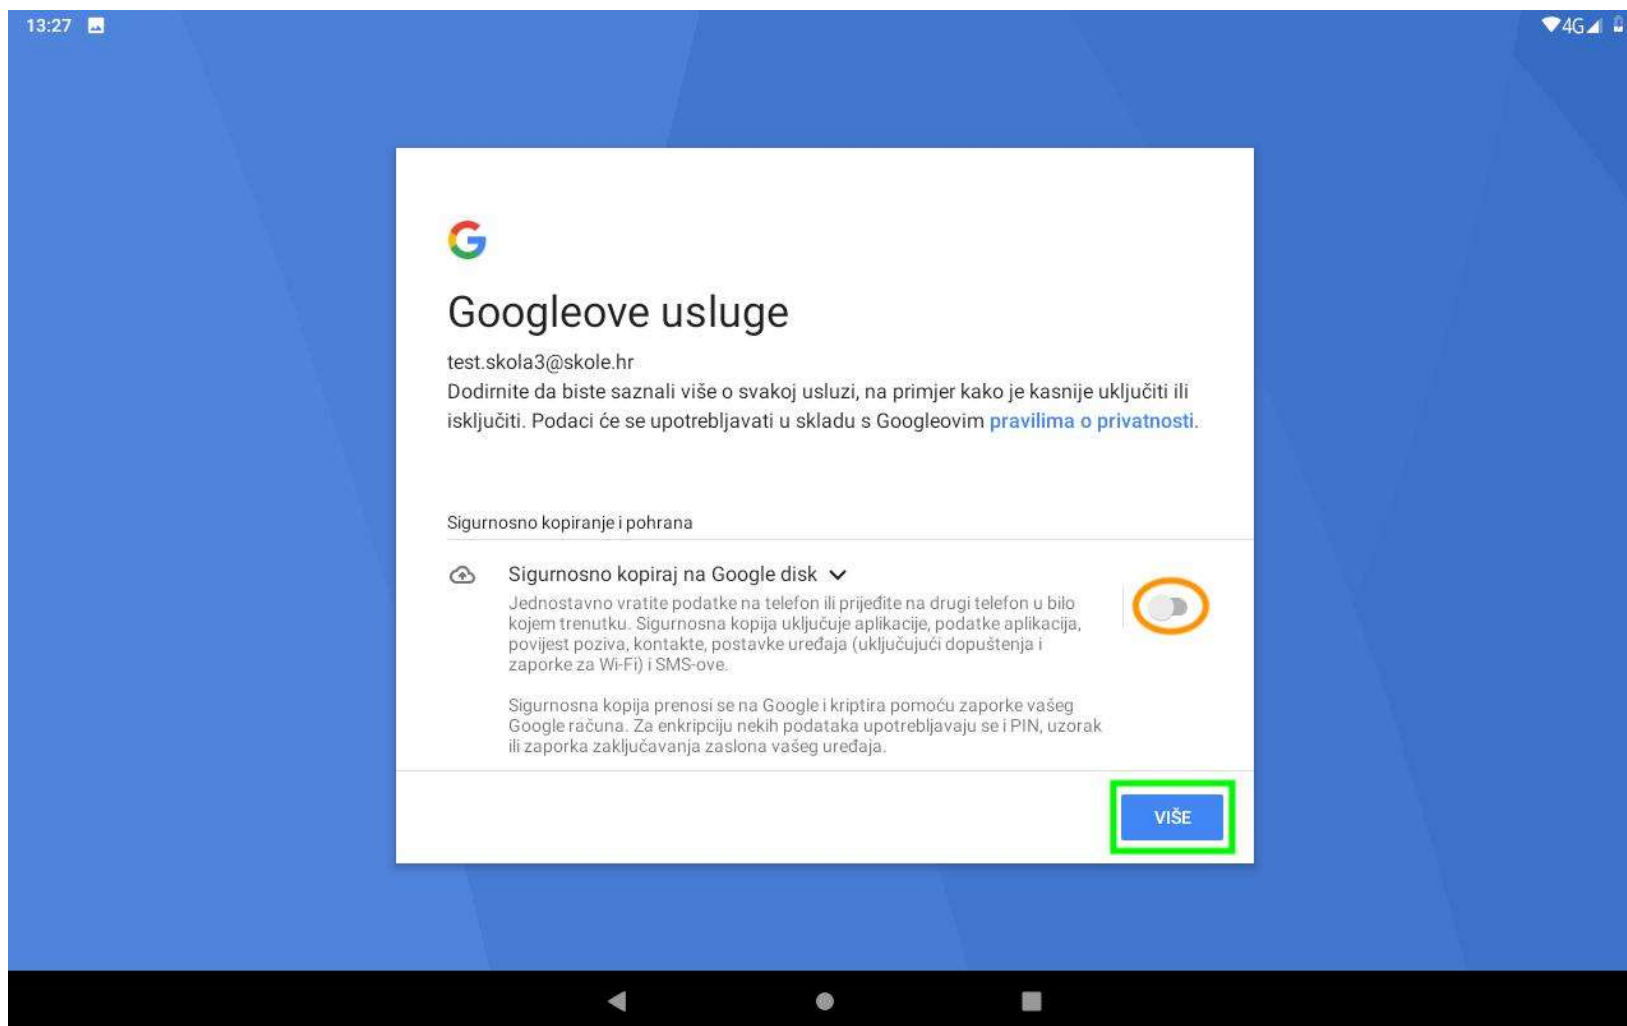 13:27
4G
Googleove usluge
test.skola3@skole.hr
Dodirnite da biste saznali više o svakoj usluzi, na primjer kako je kasnije uključiti ili
isključiti. Podaci će se upotrebljavati u skladu s Googleovim pravilima o privatnosti.
Sigurnosno kopiranje i pohrana
Sigurnosno kopiraj na Google disk
Jednostavno vratite podatke na telefon ili prijeđite na drugi telefon u bilo
kojem trenutku. Sigurnosna kopija uključuje aplikacije, podatke aplikacija,
povijest poziva, kontakte, postavke uređaja (uključujući dopuštenja i
zaporke za Wi-Fi) i SMS-ove.
Sigurnosna kopija prenosi se na Google i kriptira pomoću zaporke vašeg
Google računa. Za enkripciju nekih podataka upotrebljavaju se i PIN, uzorak
ili zaporka zaključavanja zaslona vašeg uređaja.
VIŠE